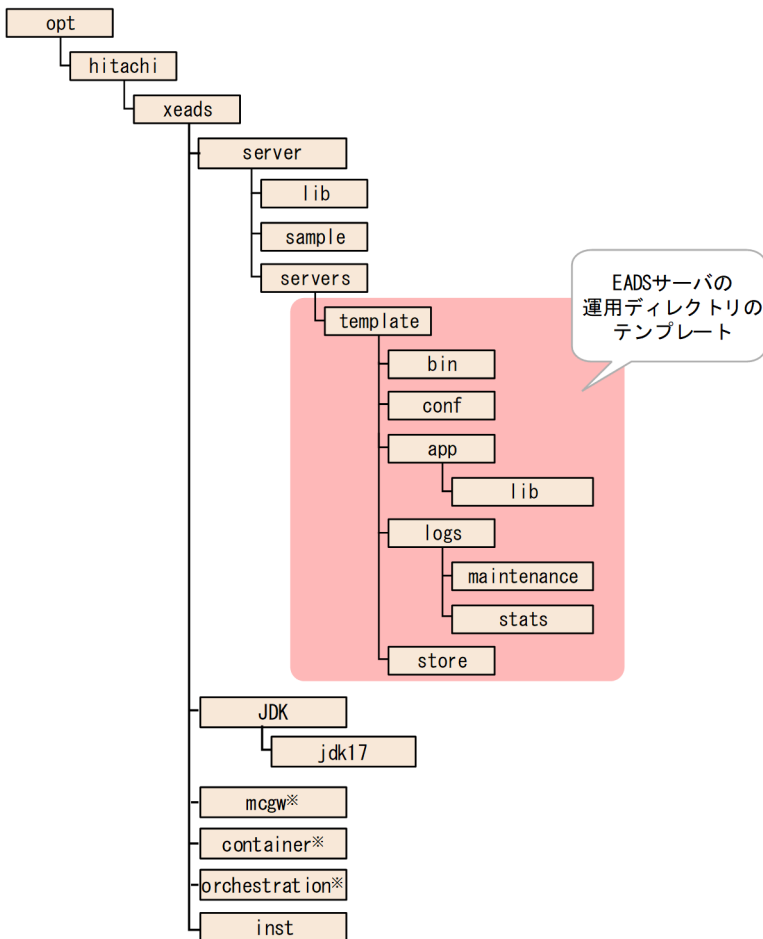 opt
hitachi
xeads
server
lib
sample
servers
EADSサーバの
運用ディレクトリの
テンプレート
template
bin
conf
app
lib
logs
maintenance
stats
store
JDK
jdk17
mcgw※
container※
orchestration※
inst